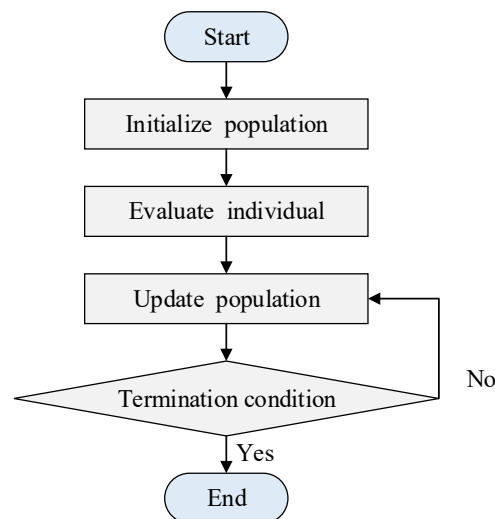 Start
Initialize population
Evaluate individual
Update population
No
Termination condition
Yes
End